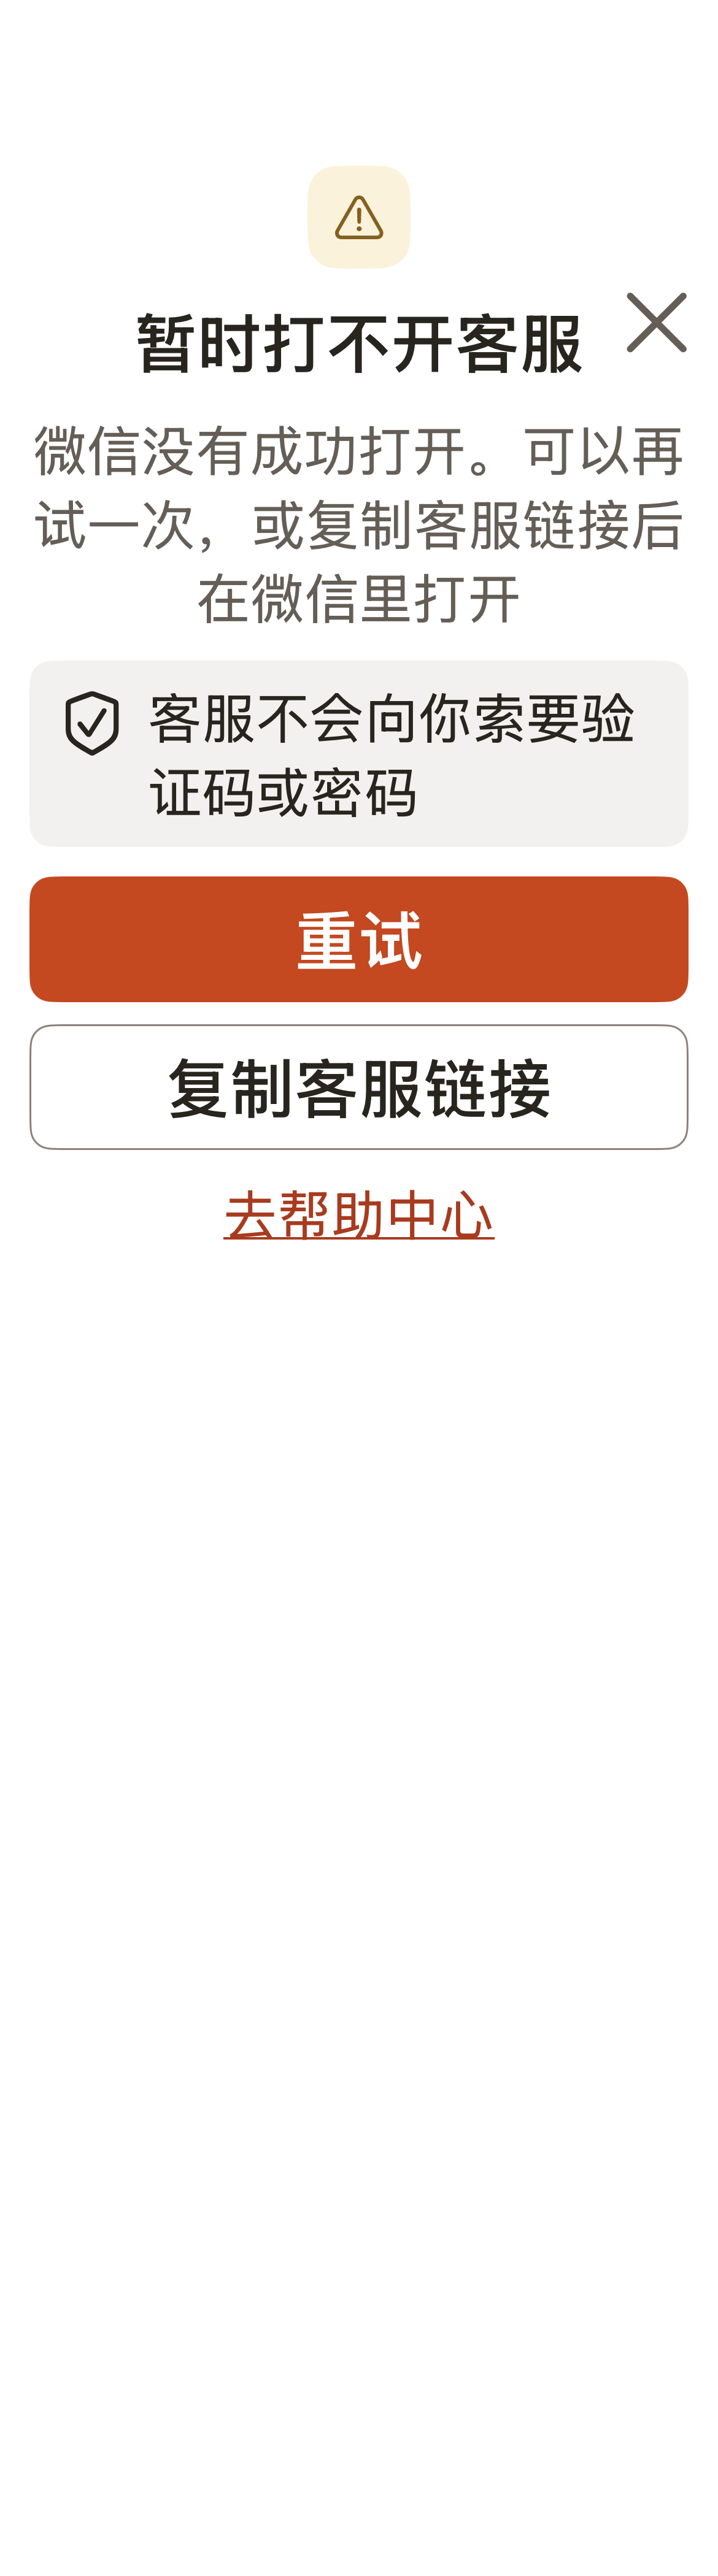 暂时打不开客服
微信没有成功打开。可以再
试一次，或复制客服链接后
在微信里打开
客服不会向你索要验
证码或密码
重试
复制客服链接
去帮助中心